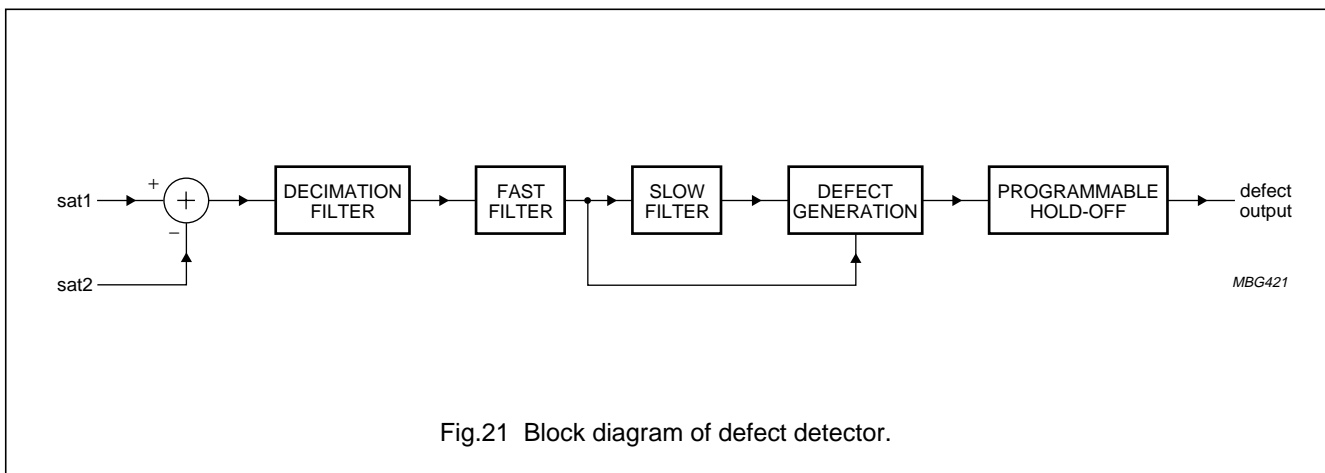 sat1
+
+
−
sat2
DECIMATION
FILTER
FAST
FILTER
SLOW
FILTER
DEFECT
GENERATION
PROGRAMMABLE
HOLD-OFF
defect
output
MBG421
Fig.21 Block diagram of defect detector.